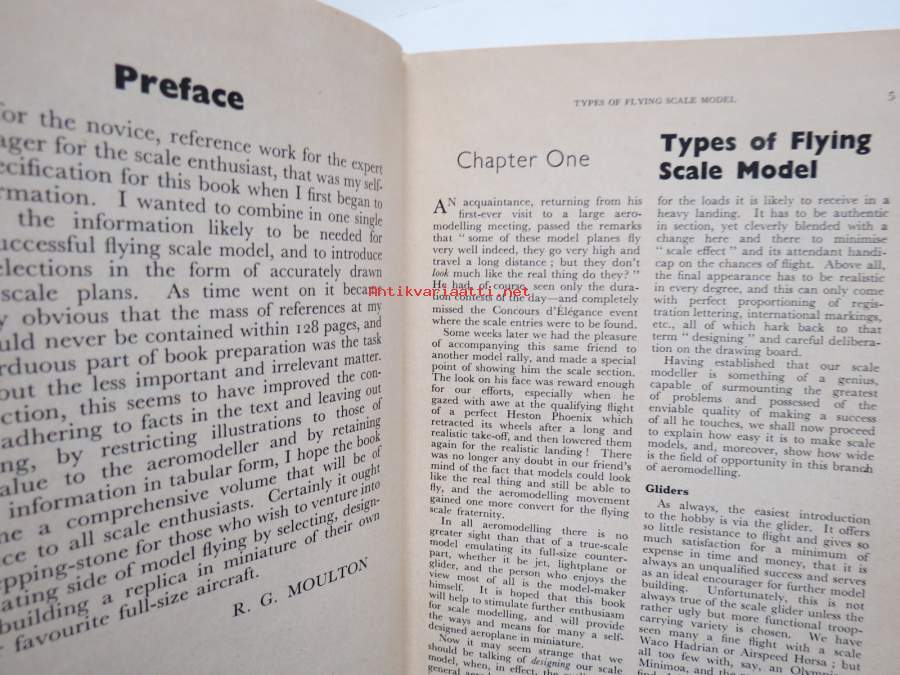 Preface
for the novice, reference work for the expert
ager for the scale enthusiast, that was my self-
ecification for this book when I first began to
rmation. I wanted to combine in one single
the information likely to be needed for
uccessful flying scale model, and to introduce
elections in the form of accurately drawn
scale plans. As time went on it became
y obvious that the mass of references at my
uld never be contained within 128 pages, and
rduous part of book preparation was the task
out the less important and irrelevant matter.
ction, this seems to have improved the con-
adhering to facts in the text and leaving out
ng, by restricting illustrations to those of
alue to the aeromodeller and by retaining
information in tabular form, I hope the book
me a comprehensive volume that will be of
ce to all scale enthusiasts. Certainly it ought
pping-stone for those who wish to venture into
ating side of model flying by selecting, design-
building a replica in miniature of their own
favourite full-size aircraft.
R. G. MOULTON
TYPES OF FLYING SCALE MODEL 5
Chapter One
Types of Flying
Scale Model
AN acquaintance, returning from his
first-ever visit to a large aero-
modelling meeting, passed the remarks
that " some of these model planes fly
very well indeed, they go very high and
travel a long distance ; but they don't
look much like the real thing do they? "
He had, of course, seen only the dura-
tion contests of the day—and completely
missed the Concours d'Élégance event
where the scale entries were to be found.
Some weeks later we had the pleasure
of accompanying this same friend to
another model rally, and made a special
point of showing him the scale section.
The look on his face was reward enough
for our efforts, especially when he
gazed with awe at the qualifying flight
of a perfect Heston Phoenix which
retracted its wheels after a long and
realistic take-off, and then lowered them
again for the realistic landing! There
was no longer any doubt in our friend's
mind of the fact that models could look
like the real thing and still be able to
fly, and the aeromodelling movement
gained one more convert for the flying
scale fraternity.
In all aeromodelling there is no
greater sight than that of a true-scale
model emulating its full-size counter-
part, whether it be jet, lightplane or
glider, and the person who enjoys the
view most of all is the model-maker
himself. It is hoped that this book
will help to stimulate further enthusiasm
for scale modelling, and will provide
the ways and means for many a self-
designed aeroplane in miniature.
Now it may seem strange that we
should be talking of designing our scale
model, when, in effect, the
general
for the loads it is likely to receive in a
heavy landing. It has to be authentic
in section, yet cleverly blended with a
change here and there to minimise
" scale effect " and its attendant handi-
cap on the chances of flight. Above all,
the final appearance has to be realistic
in every degree, and this can only come
with perfect proportioning of regis-
tration lettering, international markings,
etc., all of which hark back to that
term " designing " and careful delibera-
tion on the drawing board.
Having established that our scale
modeller is something of a genius,
capable of surmounting the greatest
of problems and possessed of the
enviable quality of making a success
of all he touches, we shall now proceed
to explain how easy it is to make scale
models, and, moreover, show how wide
is the field of opportunity in this branch
of aeromodelling.
Gliders
As always, the easiest introduction
to the hobby is via the glider. It offers
so little resistance to flight and gives so
much satisfaction for a minimum of
expense in time and money, that it is
always an unqualified success and serves
as an ideal encourager for further model
building. Unfortunately, this is not
always true of the scale glider unless the
rather ugly but more functional troop-
carrying variety is chosen. We have
seen many a fine flight with a scale
Waco Hadrian or Airspeed Horsa ; but
all too few with, say, an Olympia,
Minimoa, and the
Antikvariaatti.net